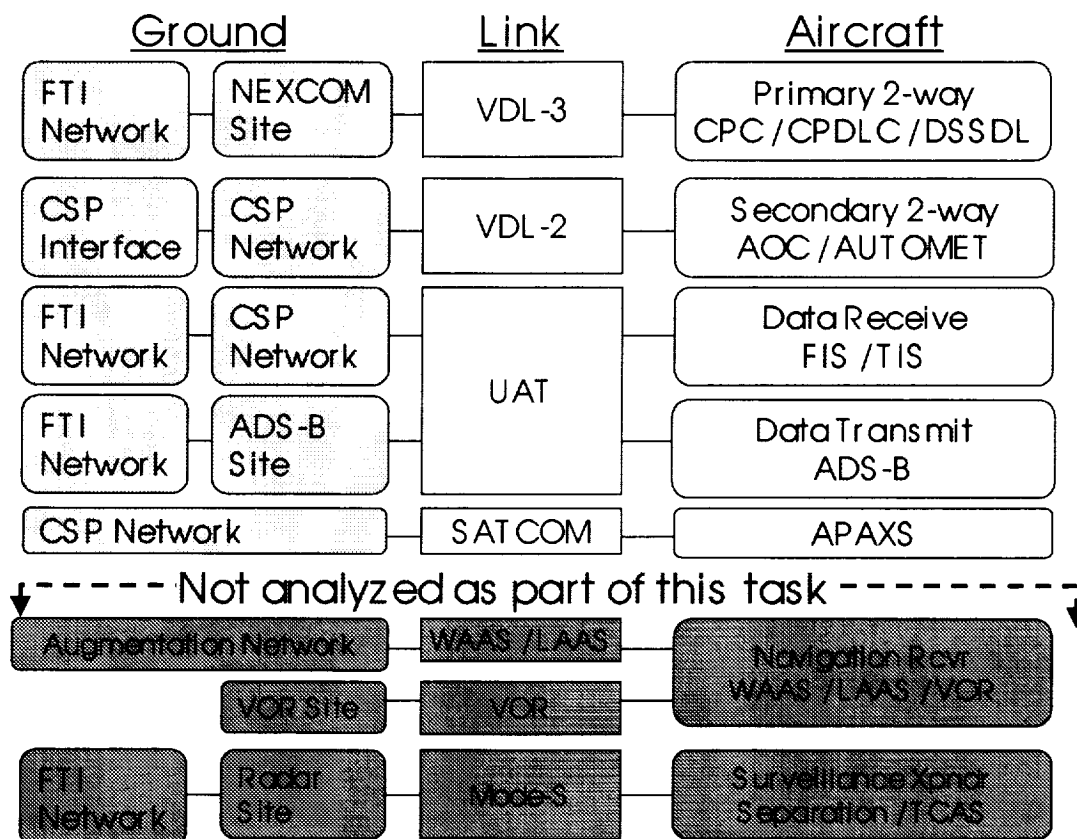 Ground Link Aircraft
FTI
Network
NEXCOM
Site
VDL-3
Primary 2-way
CPC/CPDLC/DSSDL
CSP
Interface
CSP
Network
VDL-2
Secondary 2-way
AOC/AUTOMET
FTI
Network
CSP
Network
UAT
Data Receive
FIS/TIS
FTI
Network
ADS-B
Site
Data Transmit
ADS-B
CSP Network
SATCOM
APAXS
Not analyzed as part of this task
Augmentation Network
WAAS/LAAS
Navigation Rcvr
WAAS/LAAS/VOR
VOR Site
VOR
FTI
Network
Radar
Site
Mode-S
Surveillance Xpndr
Separation/TCAS